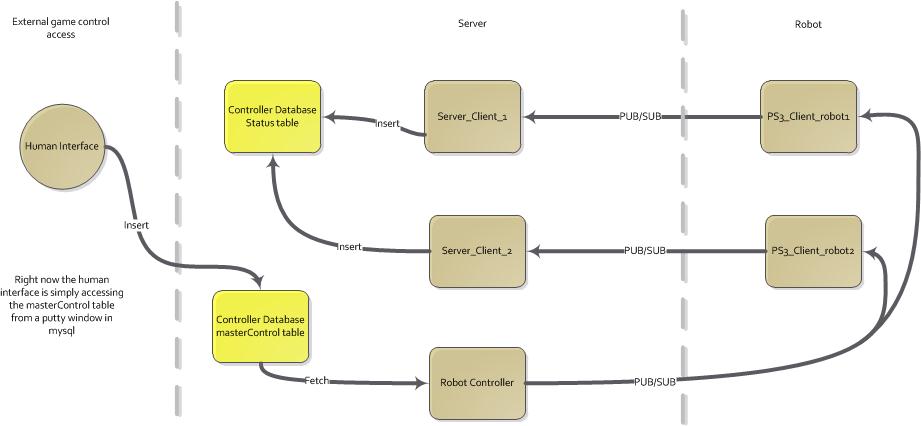 External game control
access
Server
Robot
Controller Database
Status table
Insert
Server_Client_1
PUB/SUB
PS3_Client_robot1
Human Interface
Insert
Insert
Server_Client_2
PUB/SUB
PS3_Client_robot2
Right now the human
interface is simply accessing
the masterControl table
from a putty window in
mysql
Controller Database
masterControl table
Fetch
Robot Controller
PUB/SUB